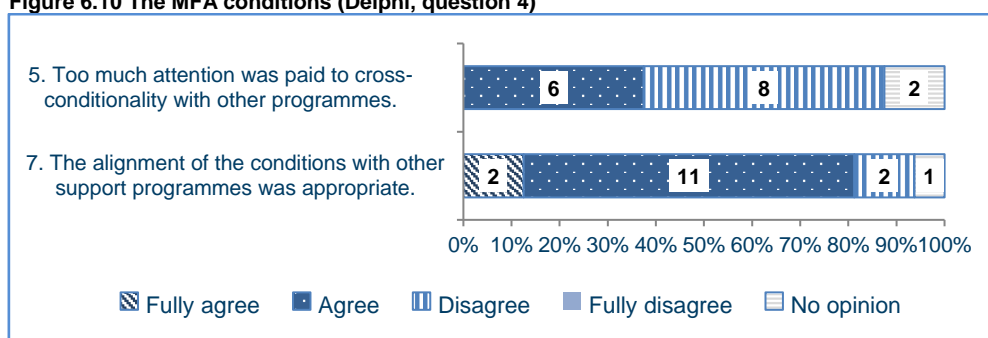 Figure 6.10 The MFA conditions (Delphi, question 4)
5. Too much attention was paid to cross-
conditionality with other programmes.
6 8 2
7. The alignment of the conditions with other
support programmes was appropriate.
2 11 2 1
0% 10% 20% 30% 40% 50% 60% 70% 80% 90%100%
Fully agree Agree Disagree Fully disagree No opinion